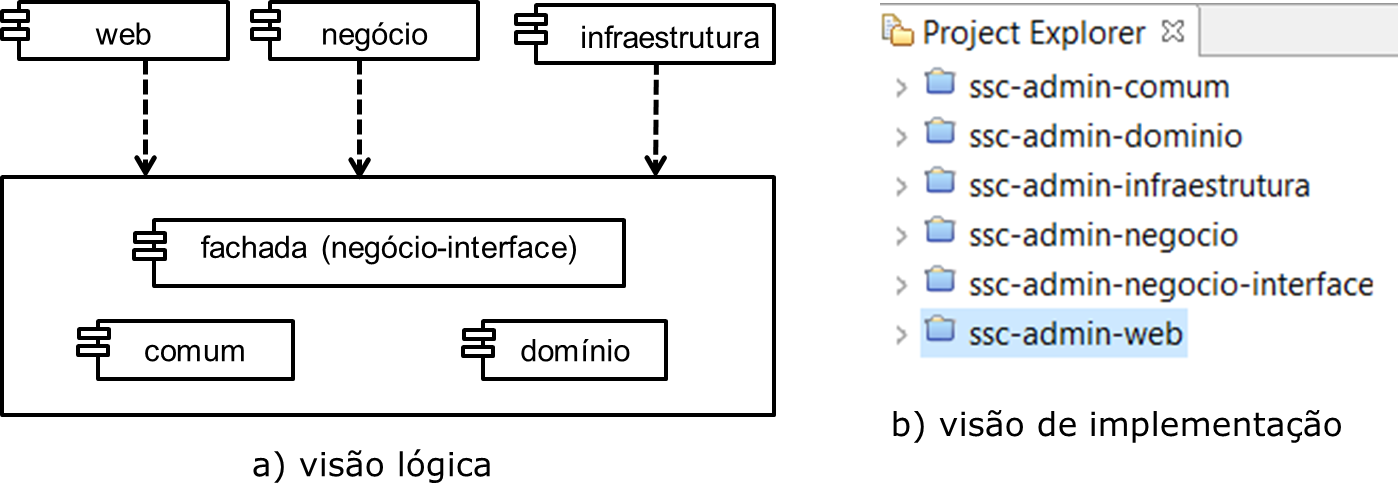 web
negócio
infraestrutura
fachada (negócio-interface)
comum
domínio
a) visão lógica
Project Explorer
ssc-admin-comum
ssc-admin-dominio
ssc-admin-infraestrutura
ssc-admin-negocio
ssc-admin-negocio-interface
ssc-admin-web
b) visão de implementação